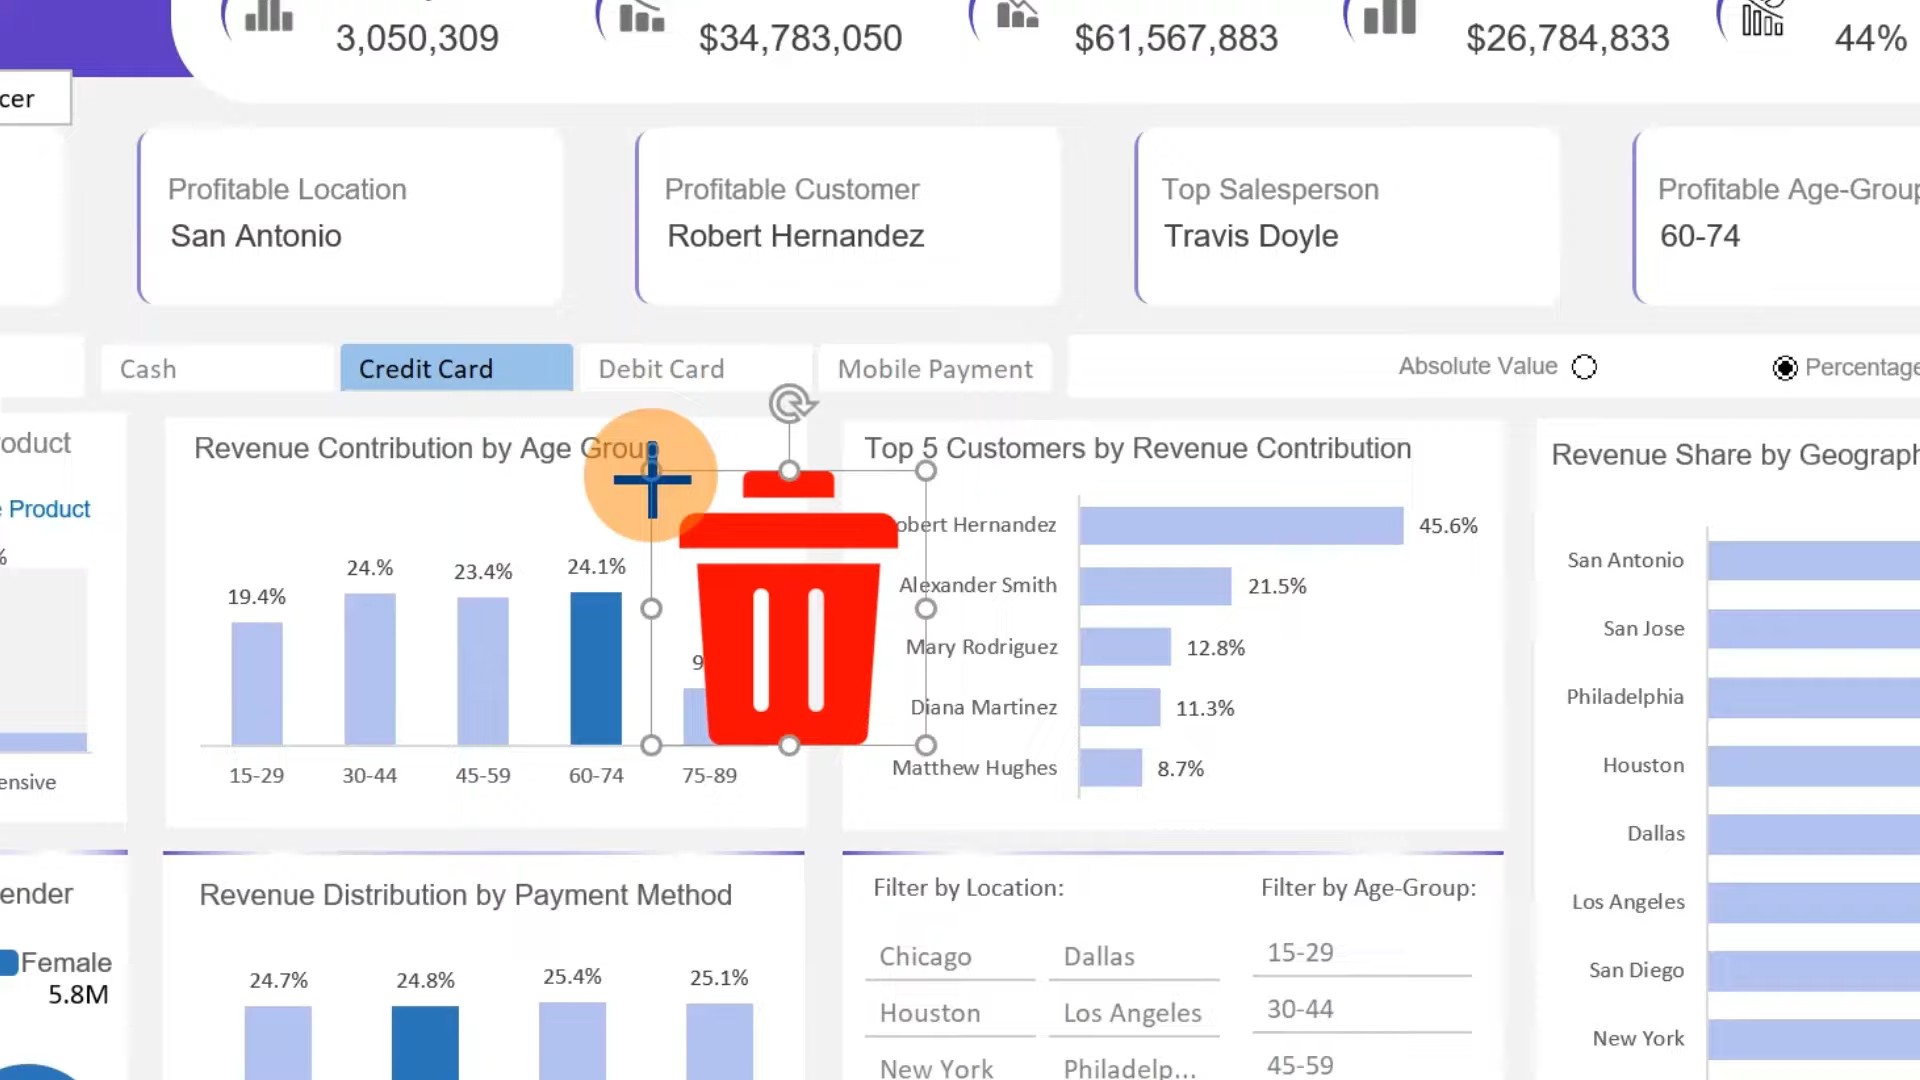 3,050,309
$34,783,050
$61,567,883
$26,784,833
44%
cer
Profitable Location
San Antonio
Profitable Customer
Robert Hernandez
Top Salesperson
Travis Doyle
Profitable Age-Group
60-74
Cash
Credit Card
Debit Card
Mobile Payment
Absolute Value
Percentage
oduct
Product
%
ensive
Revenue Contribution by Age Group
19.4%
24.%
23.4%
24.1%
9
15-29
30-44
45-59
60-74
75-89
Top 5 Customers by Revenue Contribution
obert Hernandez
45.6%
Alexander Smith
21.5%
Mary Rodriguez
12.8%
Diana Martinez
11.3%
Matthew Hughes
8.7%
Revenue Share by Geograph
San Antonio
San Jose
Philadelphia
Houston
Dallas
Los Angeles
San Diego
New York
ender
Female
5.8M
Revenue Distribution by Payment Method
24.7%
24.8%
25.4%
25.1%
Filter by Location:
Chicago
Dallas
Houston
Los Angeles
New York
Philadelp...
Filter by Age-Group:
15-29
30-44
45-59